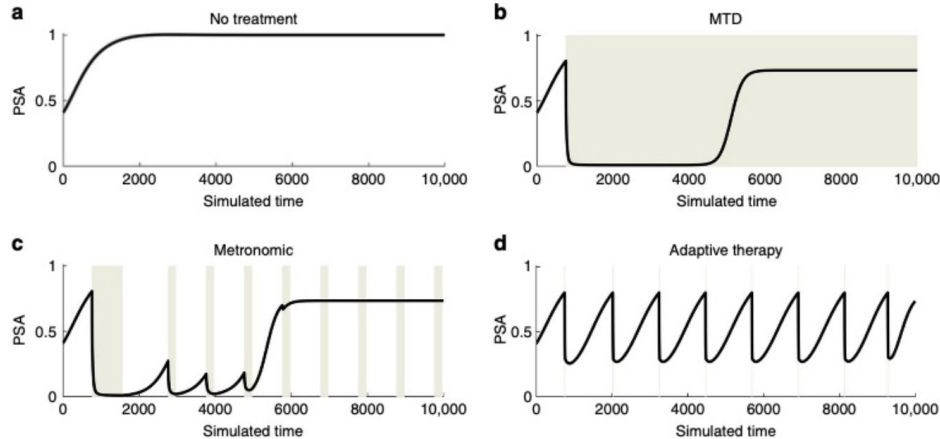 a
No treatment
1
0.5
0
PSA
0 2000 4000 6000 8000 10,000
Simulated time
b
MTD
1
0.5
0
PSA
0 2000 4000 6000 8000 10,000
Simulated time
c
Metronomic
1
0.5
0
PSA
0 2000 4000 6000 8000 10,000
Simulated time
d
Adaptive therapy
1
0.5
0
PSA
0 2000 4000 6000 8000 10,000
Simulated time